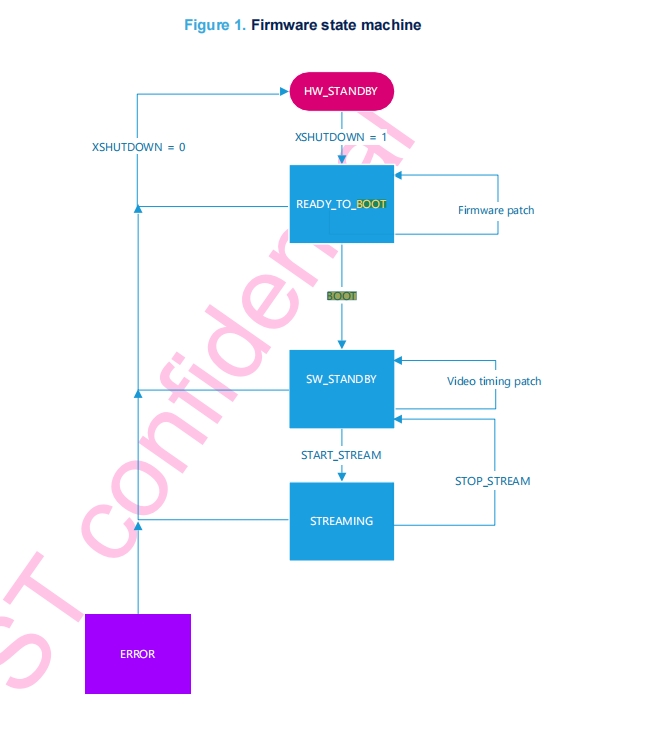 Figure 1. Firmware state machine
HW_STANDBY
XSHUTDOWN = 1
XSHUTDOWN = 0
READY_TO_BOOT
Firmware patch
BOOT
SW_STANDBY
Video timing patch
START_STREAM
STOP_STREAM
STREAMING
ERROR
ST confidential